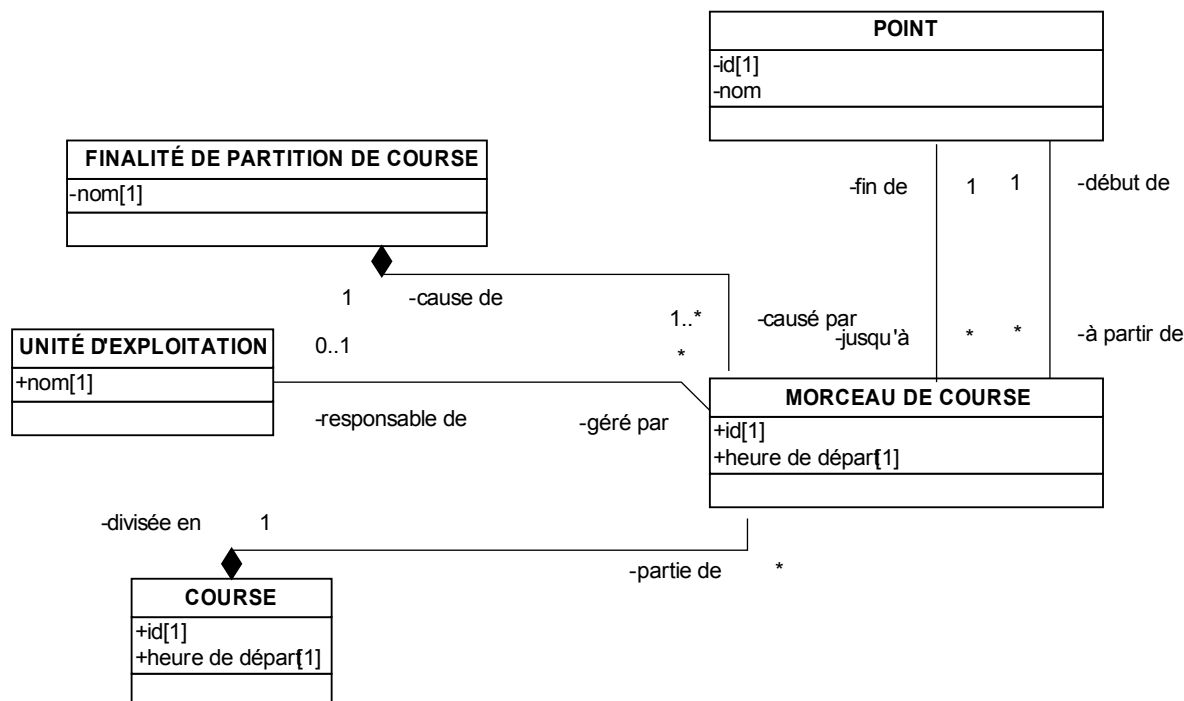 POINT
-id[1]
-nom
FINALITÉ DE PARTITION DE COURSE
-nom[1]
-fin de
1
1
-début de
1
-cause de
1..*
-causé par
-jusqu'à
*
*
-à partir de
UNITÉ D'EXPLOITATION
+nom[1]
0..1
*
-responsable de
-géré par
MORCEAU DE COURSE
+id[1]
+heure de départ[1]
-divisée en
1
-partie de
*
COURSE
+id[1]
+heure de départ[1]